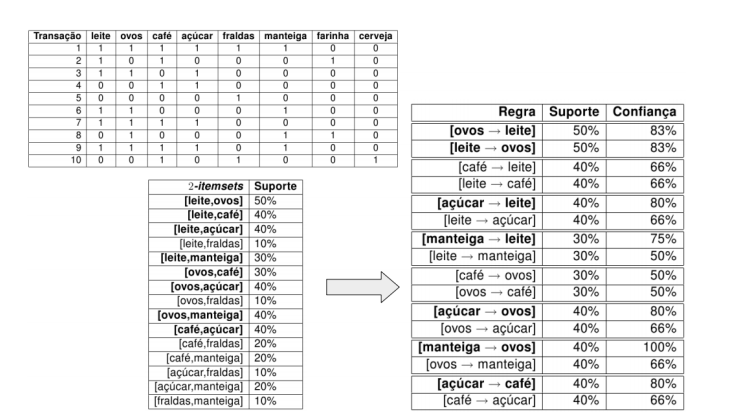 Transação leite ovos café açúcar fraldas manteiga farinha cerveja
1 1 1 1 1 1 1 0 0
2 1 0 1 0 0 0 1 0
3 1 1 0 1 0 0 0 0
4 0 0 1 1 0 0 0 0
5 0 0 0 0 1 0 0 0
6 1 1 0 0 0 1 0 0
7 1 1 1 1 0 0 0 0
8 0 1 0 0 0 1 1 0
9 1 1 1 1 0 1 0 0
10 0 0 1 0 1 0 0 1
2-itemsets Suporte
[leite,ovos] 50%
[leite,café] 40%
[leite,açúcar] 40%
[leite,fraldas] 10%
[leite,manteiga] 30%
[ovos,café] 30%
[ovos,açúcar] 40%
[ovos,fraldas] 10%
[ovos,manteiga] 40%
[café,açúcar] 40%
[café,fraldas] 20%
[café,manteiga] 20%
[açúcar,fraldas] 10%
[açúcar,manteiga] 20%
[fraldas,manteiga] 10%
Regra Suporte Confiança
[ovos → leite] 50% 83%
[leite → ovos] 50% 83%
[café → leite] 40% 66%
[leite → café] 40% 66%
[açúcar → leite] 40% 80%
[leite → açúcar] 40% 66%
[manteiga → leite] 30% 75%
[leite → manteiga] 30% 50%
[café → ovos] 30% 50%
[ovos → café] 30% 50%
[açúcar → ovos] 40% 80%
[ovos → açúcar] 40% 66%
[manteiga → ovos] 40% 100%
[ovos → manteiga] 40% 66%
[açúcar → café] 40% 80%
[café → açúcar] 40% 66%